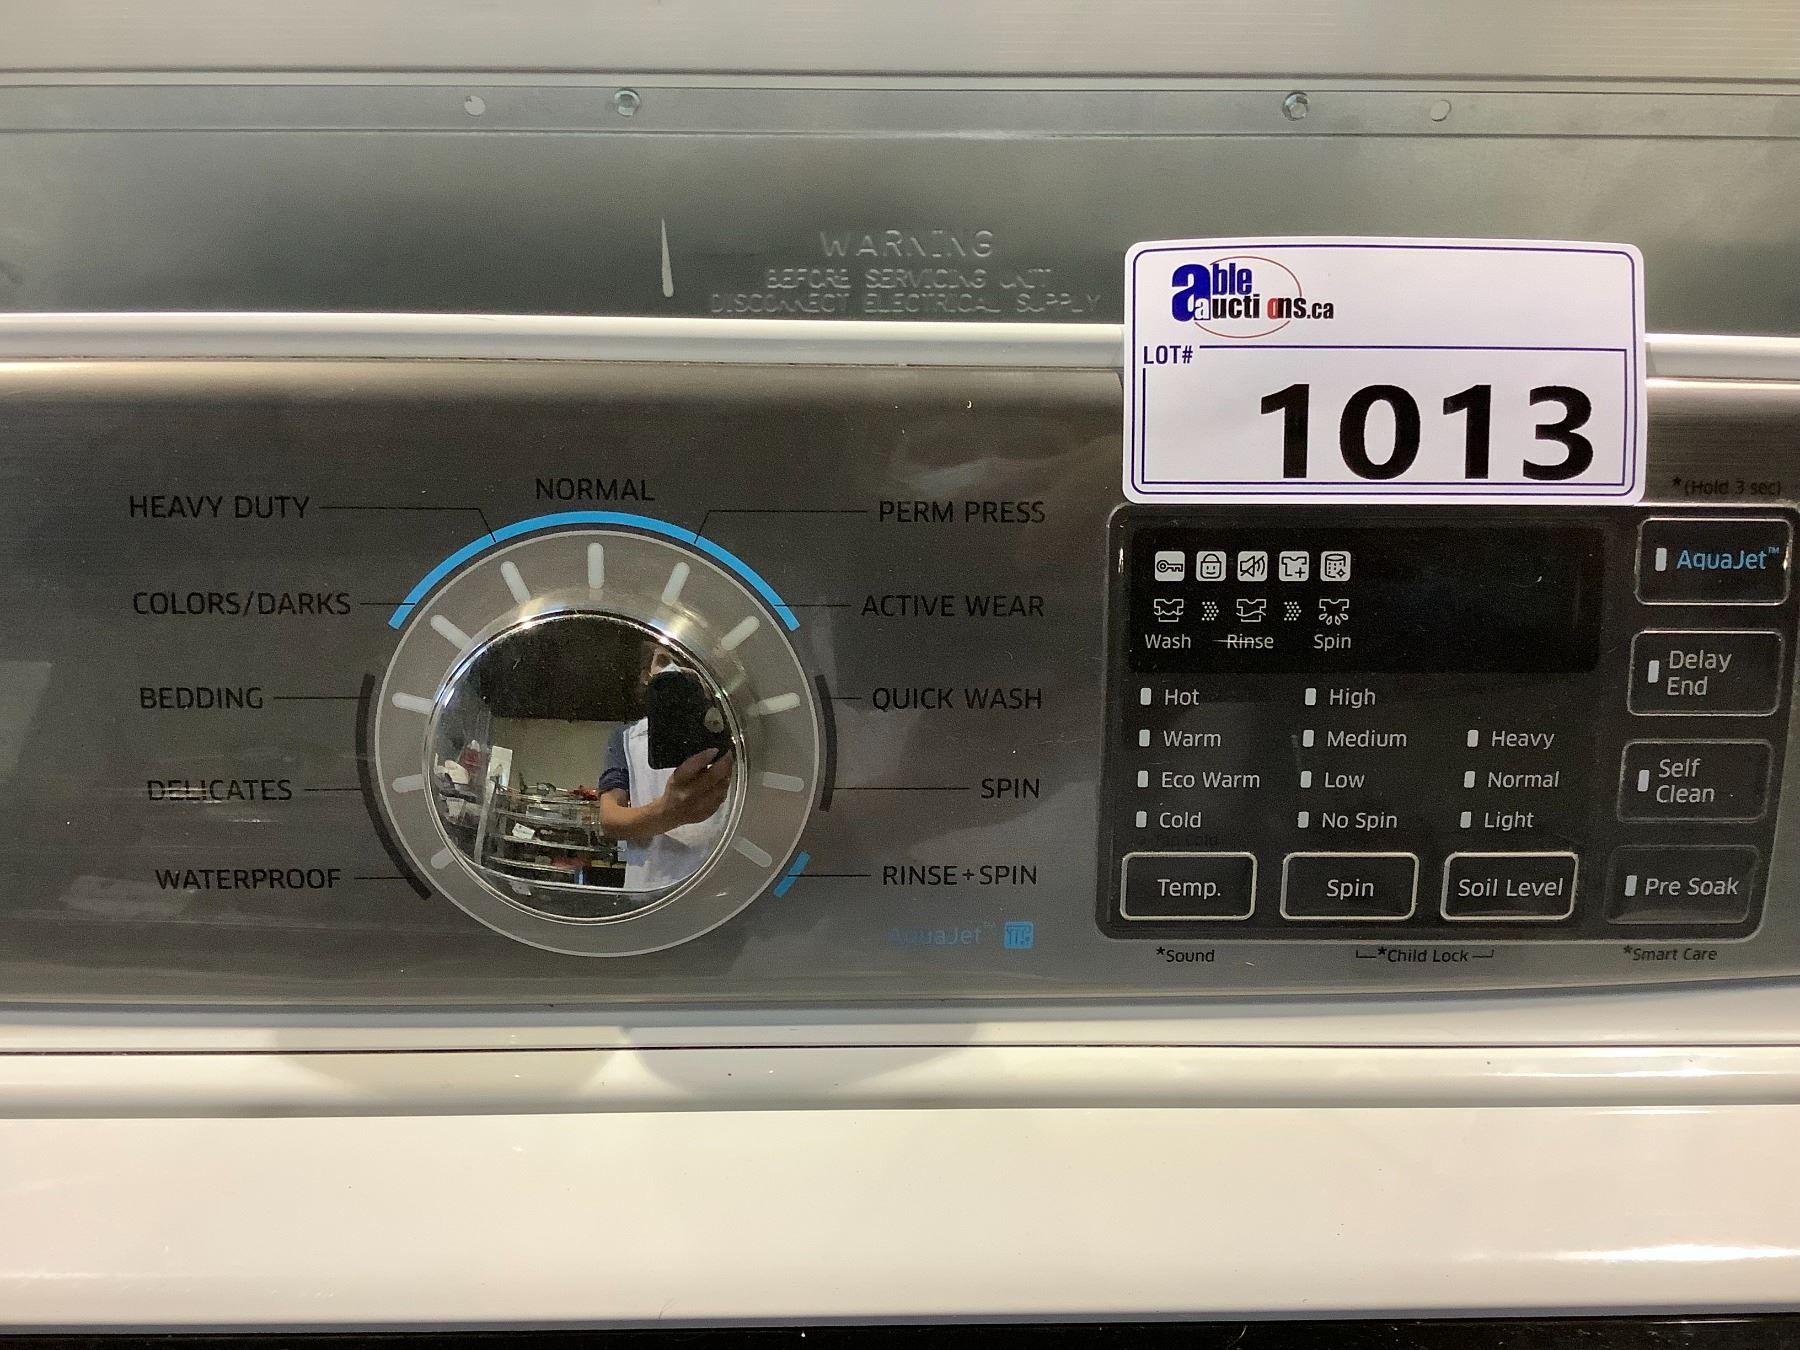 WARNING
BEFORE SERVICING UNIT
DISCONNECT ELECTRICAL SUPPLY
able
auctions.ca
LOT#
1013
NORMAL
HEAVY DUTY
COLORS/DARKS
BEDDING
DELICATES
WATERPROOF
PERM PRESS
ACTIVE WEAR
QUICK WASH
SPIN
RINSE+SPIN
AquaJet™
Wash Rinse Spin
Hot High
Warm Medium Heavy
Eco Warm Low Normal
Cold No Spin Light
Temp. Spin Soil Level
*Sound *Child Lock *Smart Care
*(Hold 3 sec)
AquaJet™
Delay
End
Self
Clean
Pre Soak